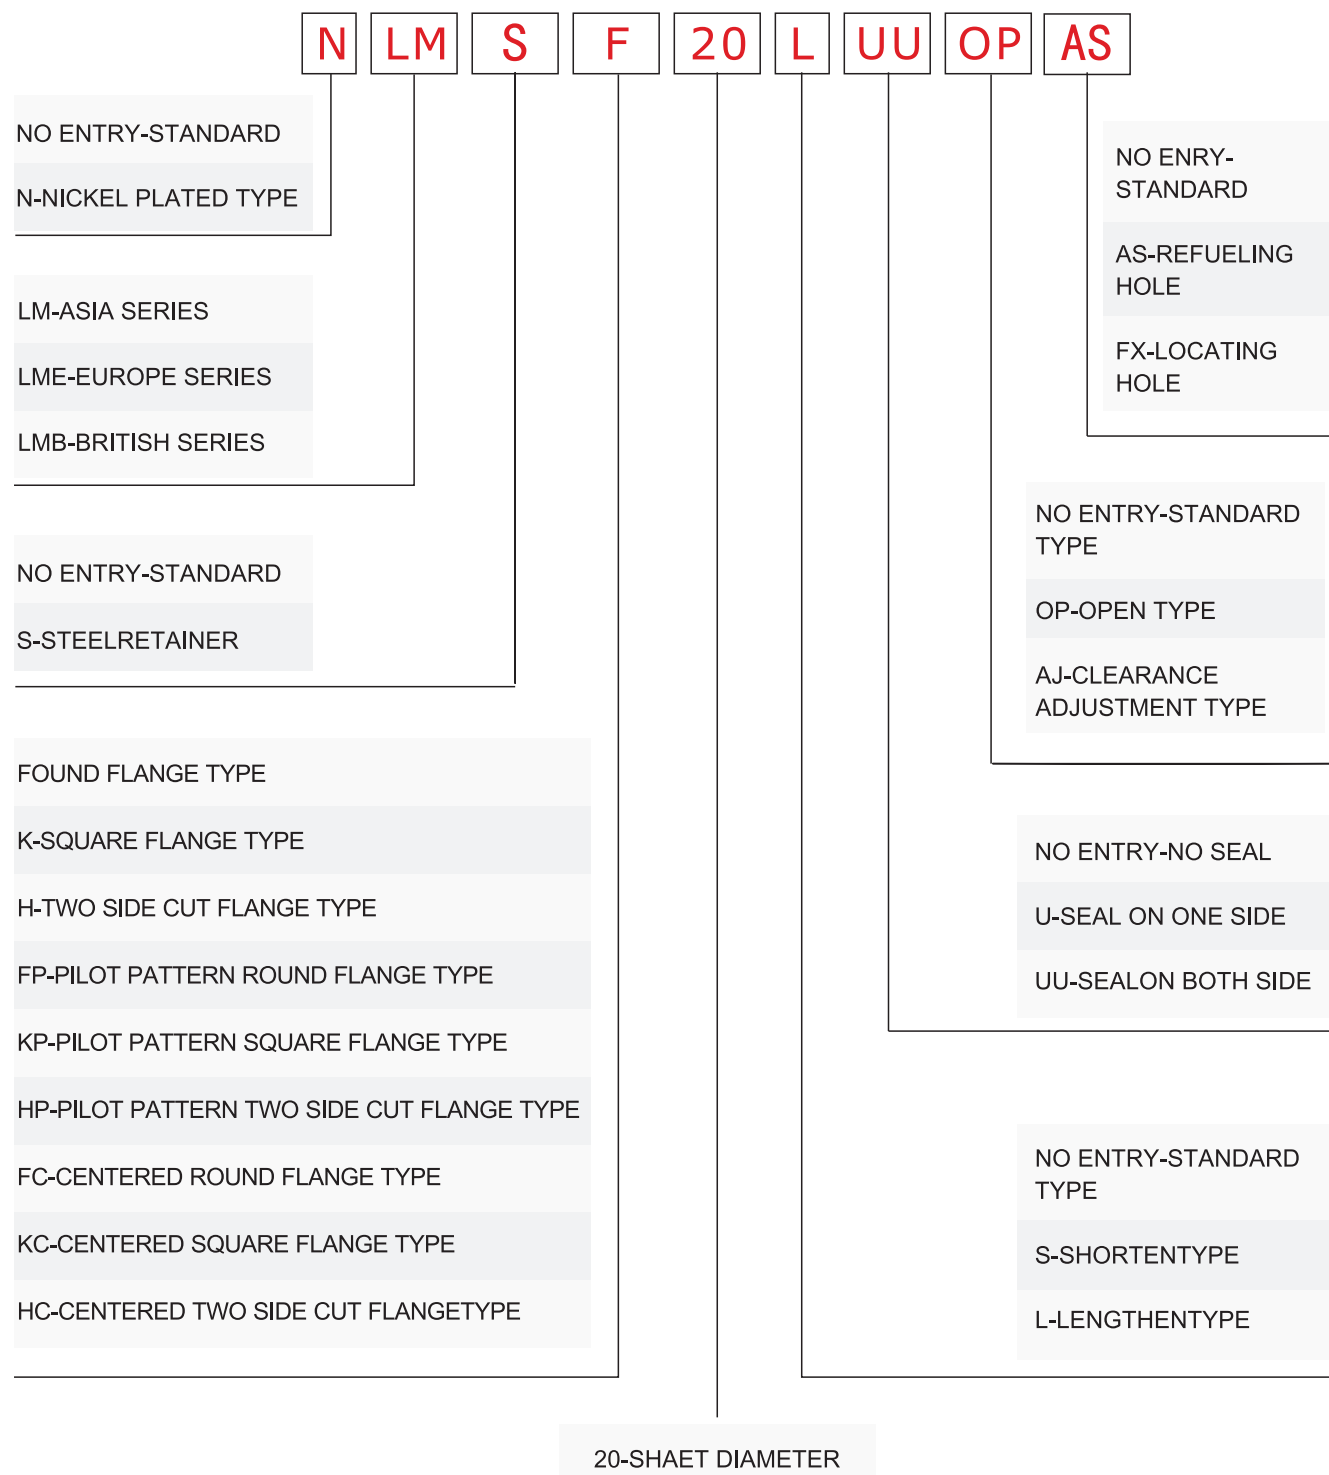 N LM S F 20 L UU OP AS
NO ENTRY-STANDARD
N-NICKEL PLATED TYPE
LM-ASIA SERIES
LME-EUROPE SERIES
LMB-BRITISH SERIES
NO ENTRY-STANDARD
S-STEELRETAINER
FOUND FLANGE TYPE
K-SQUARE FLANGE TYPE
H-TWO SIDE CUT FLANGE TYPE
FP-PILOT PATTERN ROUND FLANGE TYPE
KP-PILOT PATTERN SQUARE FLANGE TYPE
HP-PILOT PATTERN TWO SIDE CUT FLANGE TYPE
FC-CENTERED ROUND FLANGE TYPE
KC-CENTERED SQUARE FLANGE TYPE
HC-CENTERED TWO SIDE CUT FLANGETYPE
20-SHAET DIAMETER
NO ENRY-
STANDARD
AS-REFUELING
HOLE
FX-LOCATING
HOLE
NO ENTRY-STANDARD
TYPE
OP-OPEN TYPE
AJ-CLEARANCE
ADJUSTMENT TYPE
NO ENTRY-NO SEAL
U-SEAL ON ONE SIDE
UU-SEALON BOTH SIDE
NO ENTRY-STANDARD
TYPE
S-SHORTENTYPE
L-LENGTHENTYPE